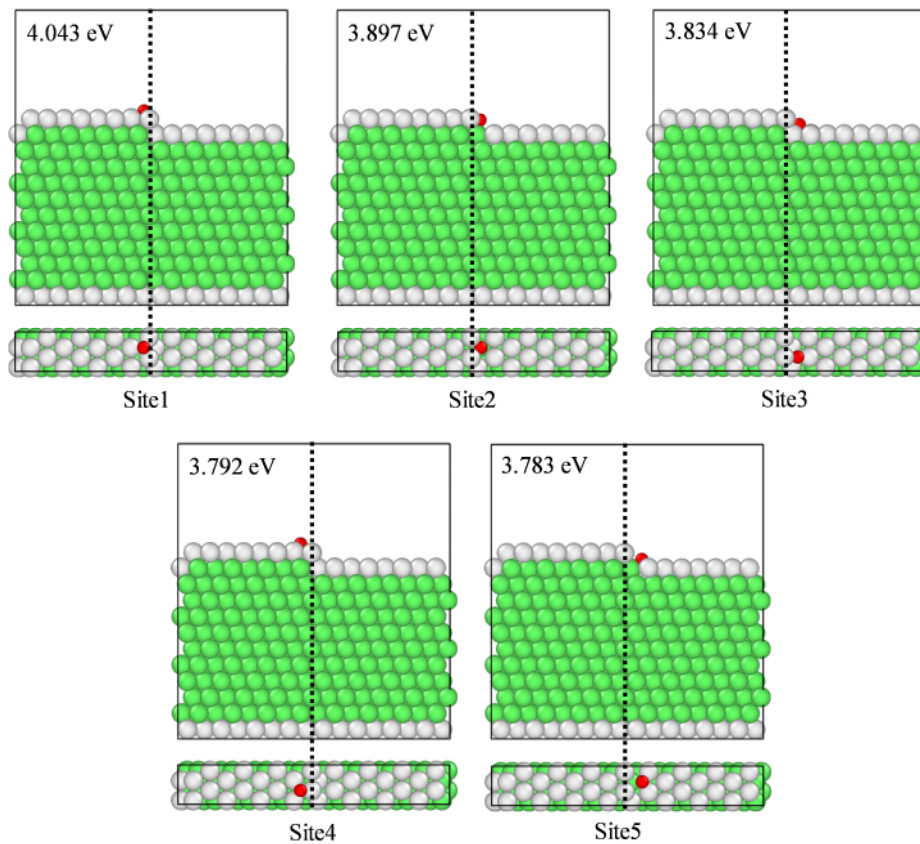 4.043 eV
3.897 eV
3.834 eV
Site1
Site2
Site3
3.792 eV
3.783 eV
Site4
Site5